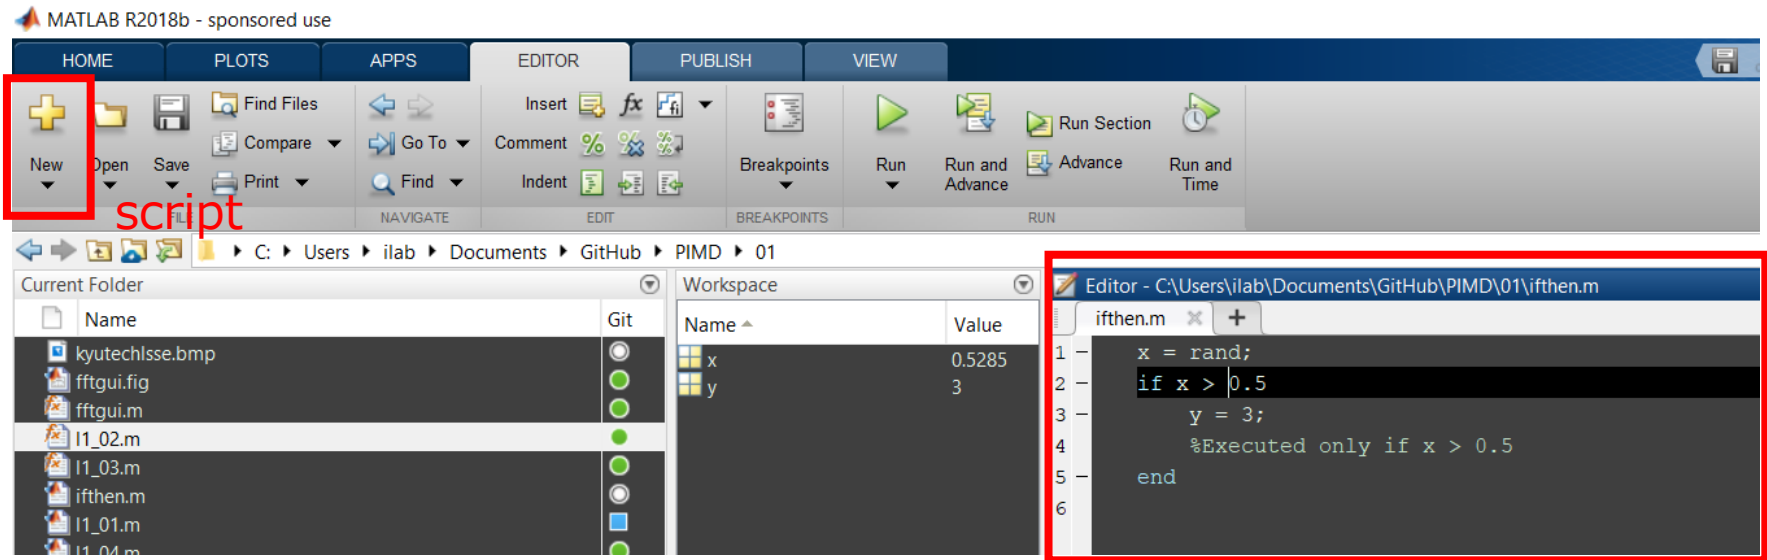 MATLAB R2018b - sponsored use
HOME PLOTS APPS EDITOR PUBLISH VIEW
New Open Save
Find Files
Compare
Print
Go To
Find
Insert fx fi
Comment
Indent
Breakpoints
Run
Run and
Advance
Run Section
Advance
Run and
Time
script
FILE NAVIGATE EDIT BREAKPOINTS RUN
C: Users ilab Documents GitHub PIMD 01
Current Folder
Name Git
kyutechlsse.bmp
fftgui.fig
fftgui.m
l1_02.m
l1_03.m
ifthen.m
l1_01.m
l1_04.m
Workspace
Name Value
x 0.5285
y 3
Editor - C:\Users\ilab\Documents\GitHub\PIMD\01\ifthen.m
ifthen.m
1 x = rand;
2 if x > 0.5
3 y = 3;
4 %Executed only if x > 0.5
5 end
6